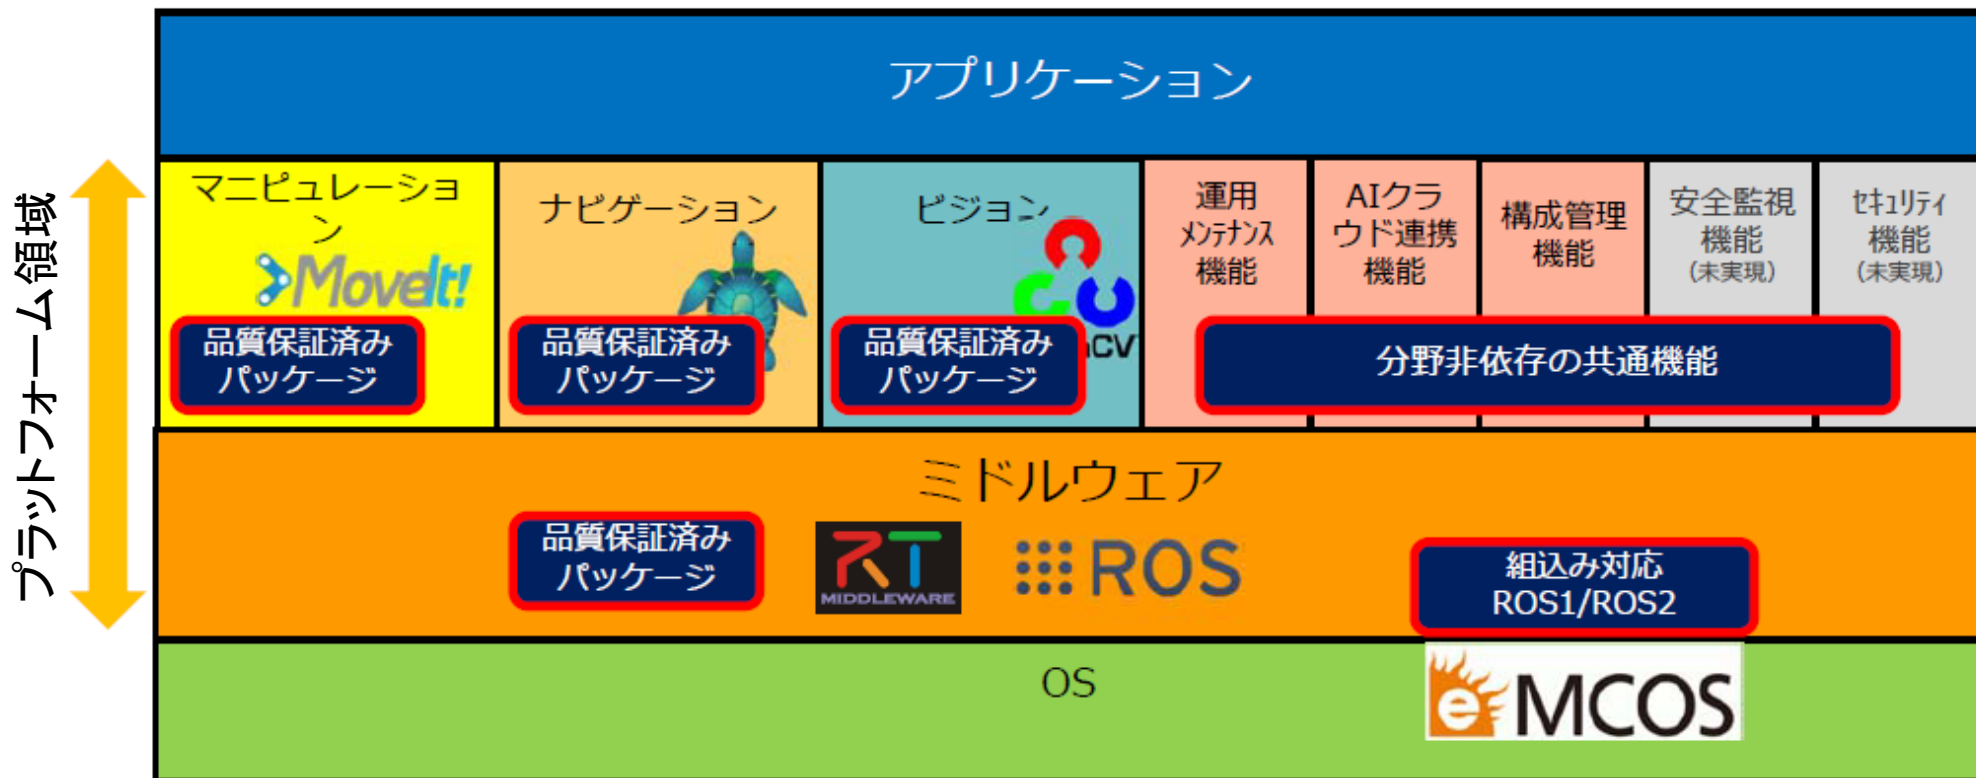 アプリケーション
プラットフォーム領域
マニピュレーショ
ン
MoveIt!
品質保証済み
パッケージ
ナビゲーション
品質保証済み
パッケージ
ビジョン
CV
品質保証済み
パッケージ
運用
ﾒﾝﾃﾅﾝｽ
機能
AIクラ
ウド連携
機能
構成管理
機能
安全監視
機能
(未実現)
ｾｷｭﾘﾃｨ
機能
(未実現)
分野非依存の共通機能
ミドルウェア
品質保証済み
パッケージ
RT
MIDDLEWARE
ROS
組込み対応
ROS1/ROS2
OS
eMCOS